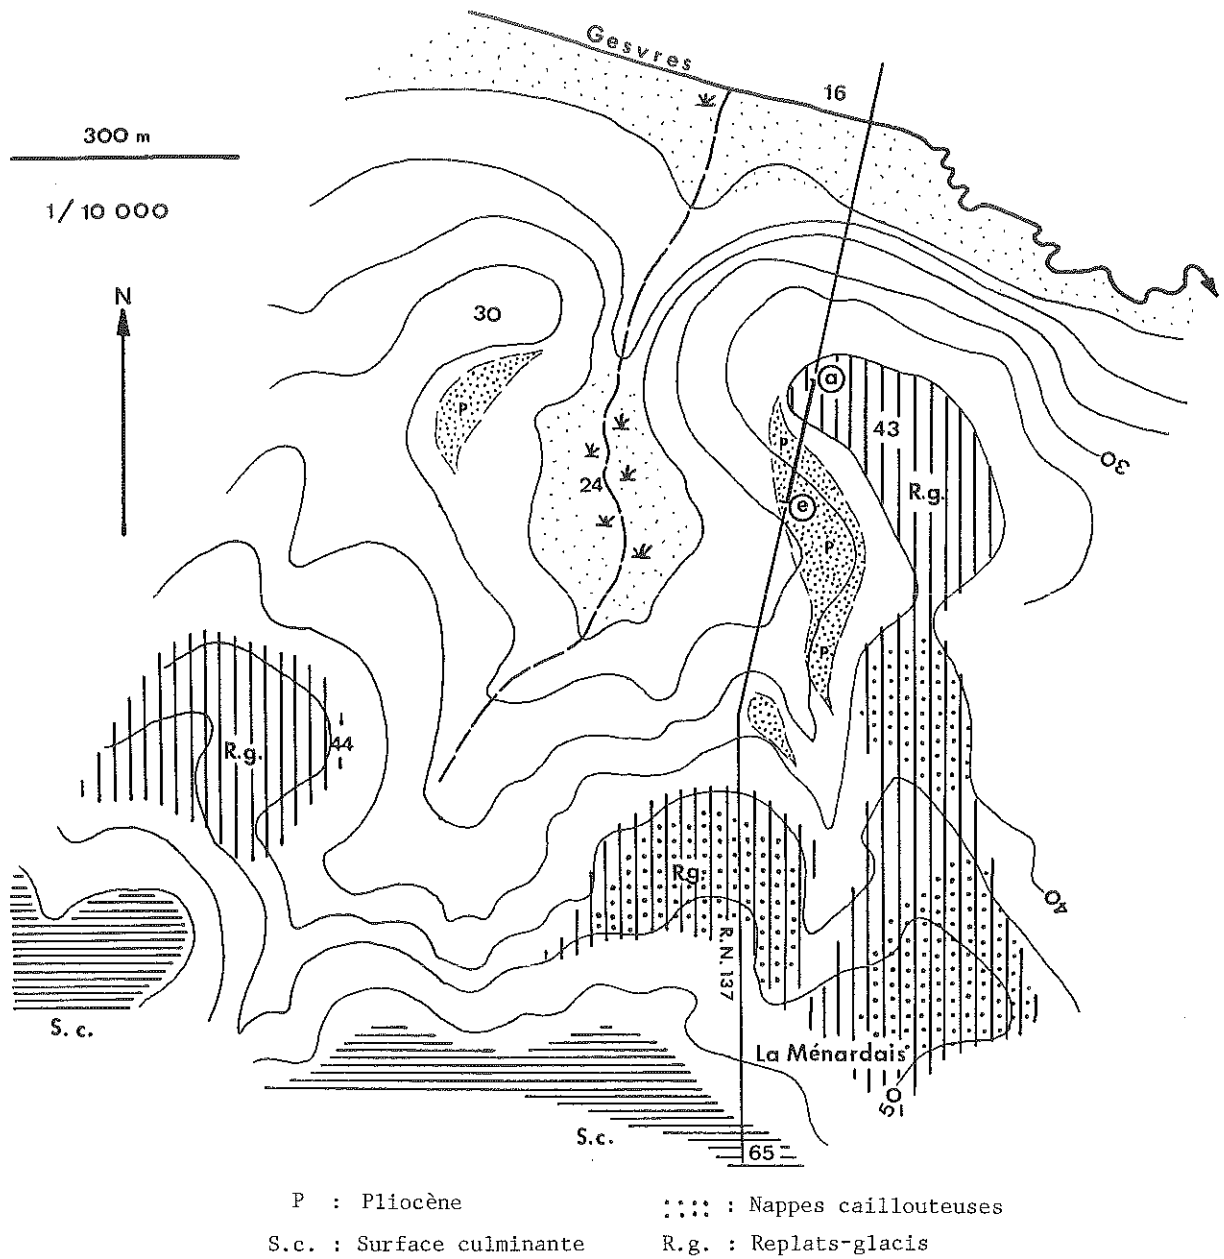 Gesvres
16
300 m
1/10 000
N
30
P
a
43
R.g.
30
P
e
24
P
P
R.g.
44
Rg.
40
R.N. 137
S.c.
La Ménardais
50
S.c.
65
P : Pliocène
:::: : Nappes caillouteuses
S.c. : Surface culminante
R.g. : Replats-glacis